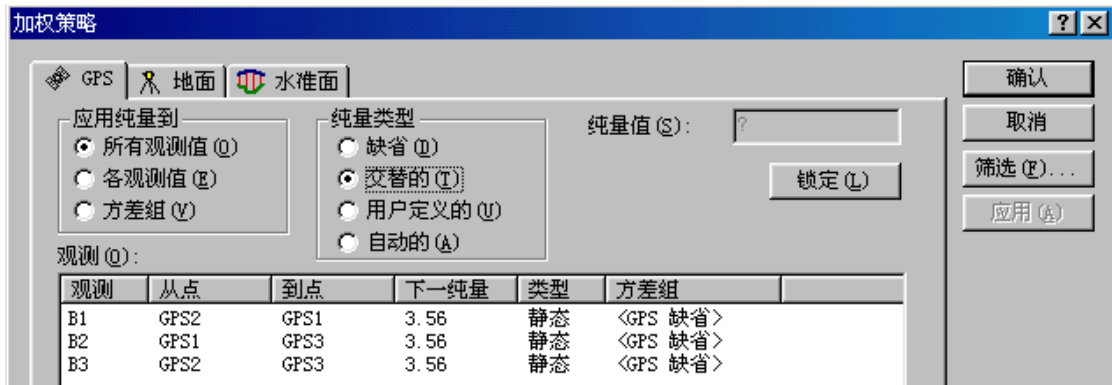 加权策略
GPS 地面 水准面
确认
取消
筛选(F)...
应用(A)
应用纯量到
所有观测值(O)
各观测值(E)
方差组(V)
纯量类型
缺省(D)
交替的(T)
用户定义的(U)
自动的(A)
纯量值(S): ?
锁定(L)
观测(O):
观测 从点 到点 下一纯量 类型 方差组
B1 GPS2 GPS1 3.56 静态 <GPS 缺省>
B2 GPS1 GPS3 3.56 静态 <GPS 缺省>
B3 GPS2 GPS3 3.56 静态 <GPS 缺省>